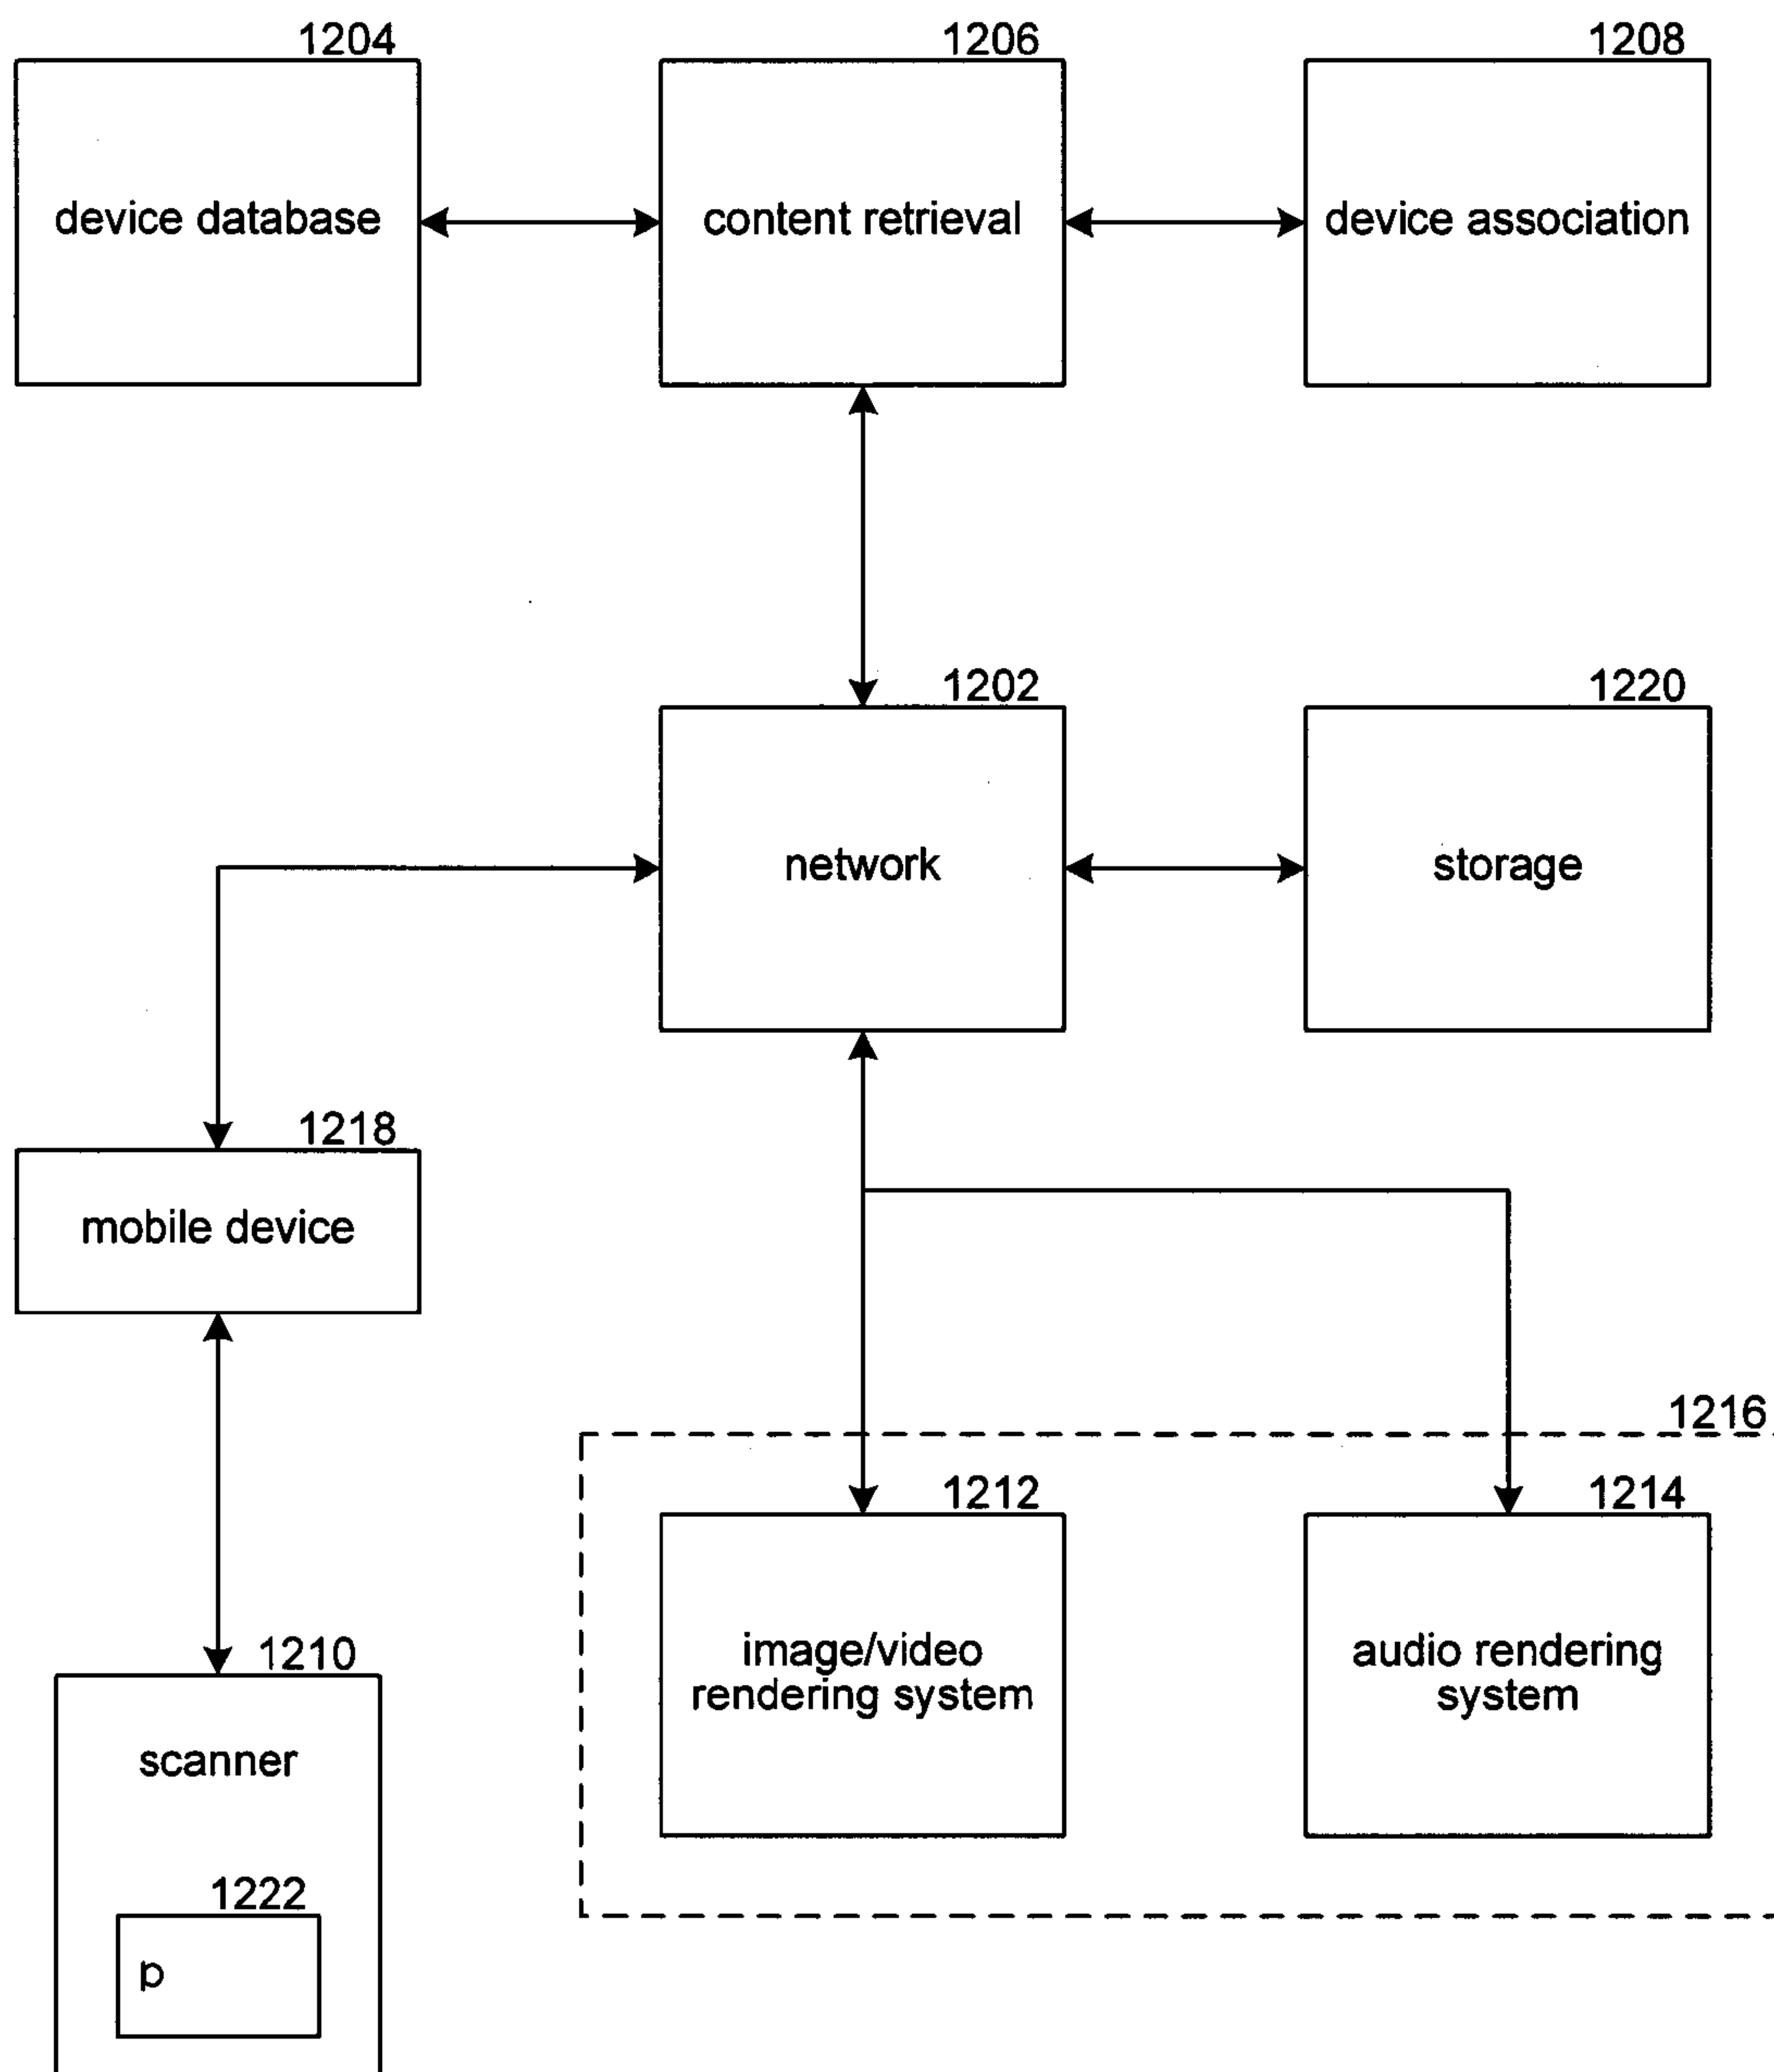 1204
device database
1206
content retrieval
1208
device association
1202
network
1220
storage
1218
mobile device
1216
1212
image/video
rendering system
1214
audio rendering
system
1210
scanner
1222
p